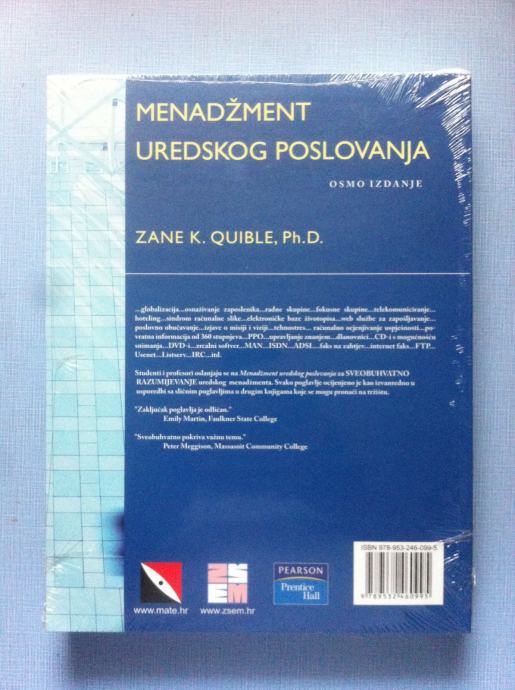 MENADŽMENT
UREDSKOG POSLOVANJA
OSMO IZDANJE
ZANE K. QUIBLE, Ph.D.
...globalizacija...osnaživanje zaposlenika...radne skupine...fokusne skupine...telekomuniciranje...
hoteling...sindrom računalne slike...elektroničke baze životopisa...web službe za zapošljavanje...
poslovno obučavanje...izjave o misiji i viziji...tehnostres... računalno ocjenjivanje uspješnosti...po-
vratna informacija od 360 stupnjeva...PPO...upravljanje znanjem...dlanovnici...CD-i s mogućnošću
snimanja...DVD-i...zrcalni softver...MAN...ISDN...ADSL...faks na zahtjev...internet faks...FTP...
Usenet...Listserv...IRC...itd.
Studenti i profesori oslanjaju se na Menadžment uredskog poslovanja za SVEOBUHVATNO
RAZUMIJEVANJE uredskog menadžmenta. Svako poglavlje ocijenjeno je kao izvanredno u
usporedbi sa sličnim poglavljima u drugim knjigama koje se mogu pronaći na tržištu.
"Zaključak poglavlja je odličan."
Emily Martin, Faulkner State College
"Sveobuhvatno pokriva važnu temu."
Peter Meggison, Massasoit Community College
www.mate.hr
ZS
EM
www.zsem.hr
PEARSON
Prentice
Hall
ISBN 978-953-246-099-5
9 789532 460995